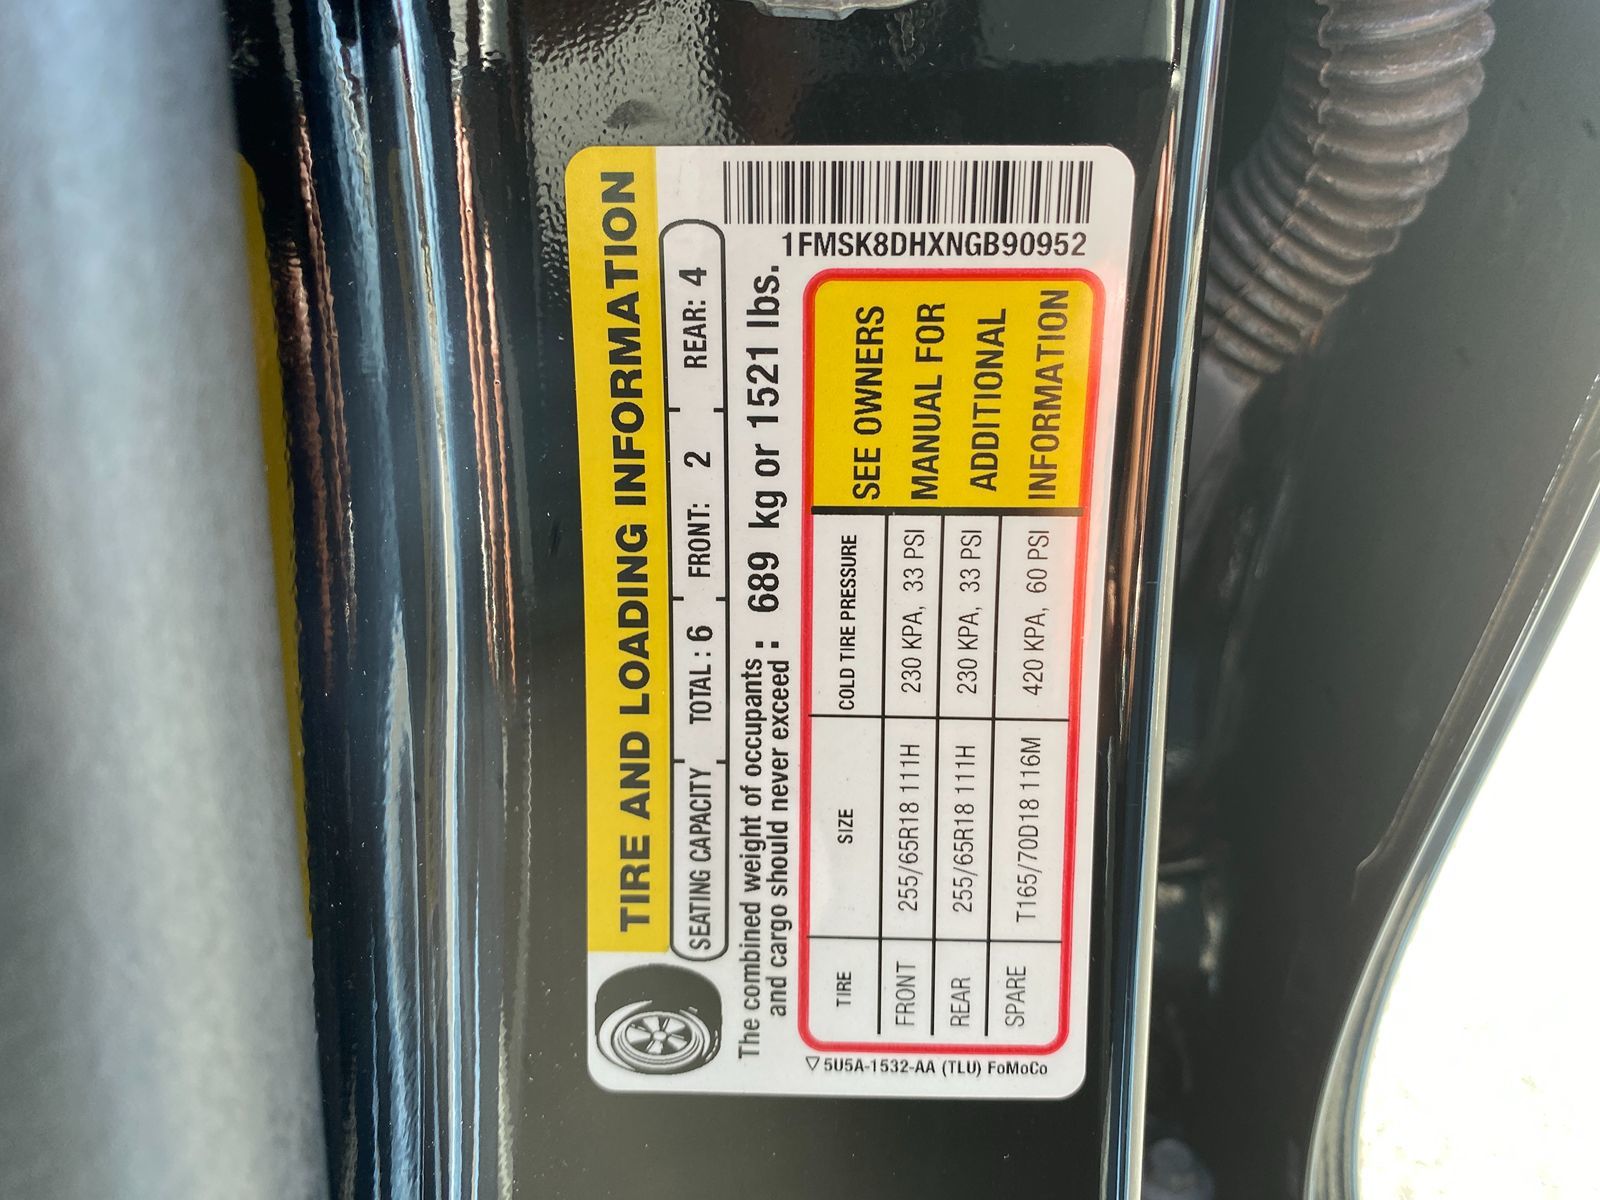 TIRE AND LOADING INFORMATION
SEATING CAPACITY TOTAL : 6 FRONT: 2 REAR: 4
The combined weight of occupants
and cargo should never exceed : 689 kg or 1521 lbs.
1FMSK8DHXNGB90952
TIRE SIZE COLD TIRE PRESSURE
FRONT 255/65R18 111H 230 KPA, 33 PSI
REAR 255/65R18 111H 230 KPA, 33 PSI
SPARE T165/70D18 116M 420 KPA, 60 PSI
SEE OWNERS
MANUAL FOR
ADDITIONAL
INFORMATION
5U5A-1532-AA (TLU) FoMoCo